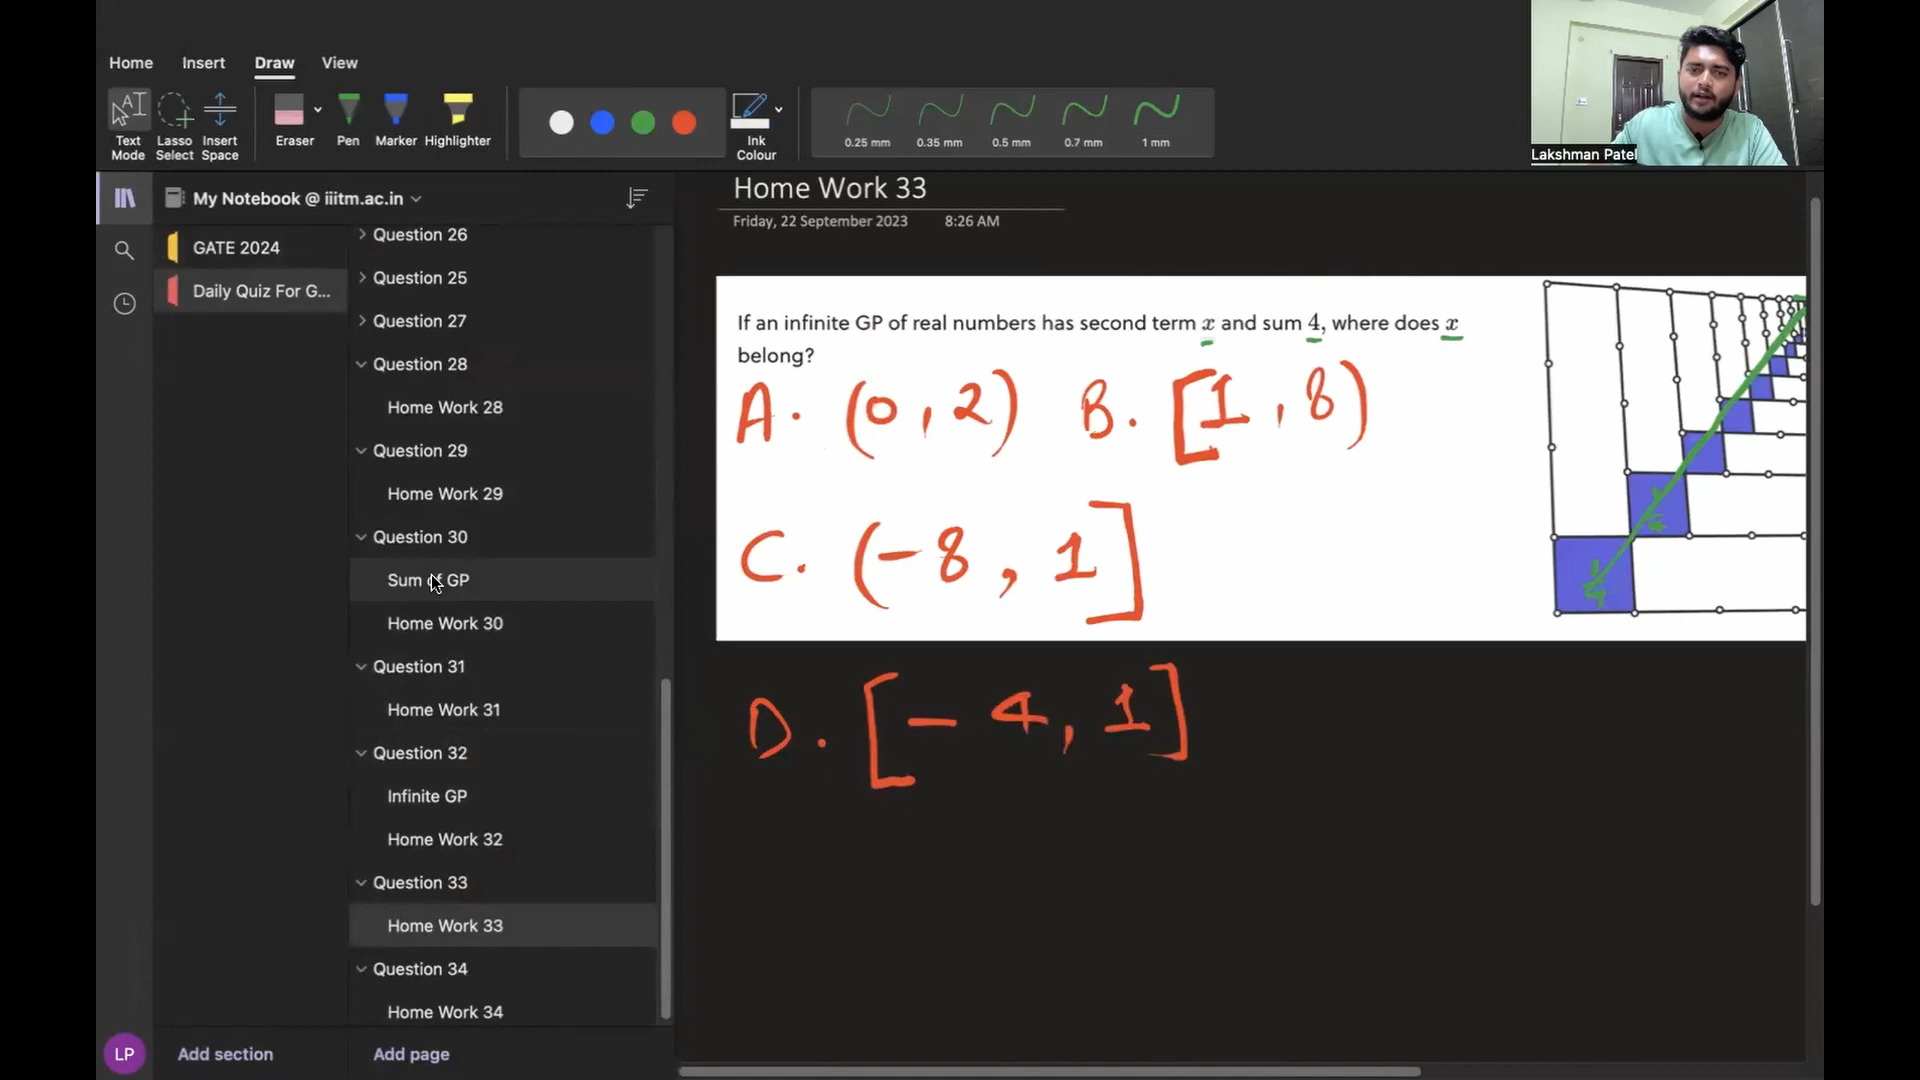 Home Insert Draw View
Text Mode
Lasso Select
Insert Space
Eraser
Pen
Marker
Highlighter
Ink Colour
0.25 mm
0.35 mm
0.5 mm
0.7 mm
1 mm
Lakshman Patel
My Notebook @ iiitm.ac.in
GATE 2024
Daily Quiz For G...
Question 26
Question 25
Question 27
Question 28
Home Work 28
Question 29
Home Work 29
Question 30
Sum of GP
Home Work 30
Question 31
Home Work 31
Question 32
Infinite GP
Home Work 32
Question 33
Home Work 33
Question 34
Home Work 34
LP
Add section
Add page
Home Work 33
Friday, 22 September 2023 8:26 AM
If an infinite GP of real numbers has second term x and sum 4, where does x
belong?
A. (0, 2) B. [1, 8)
C. (-8, 1]
D. [-4, 1]